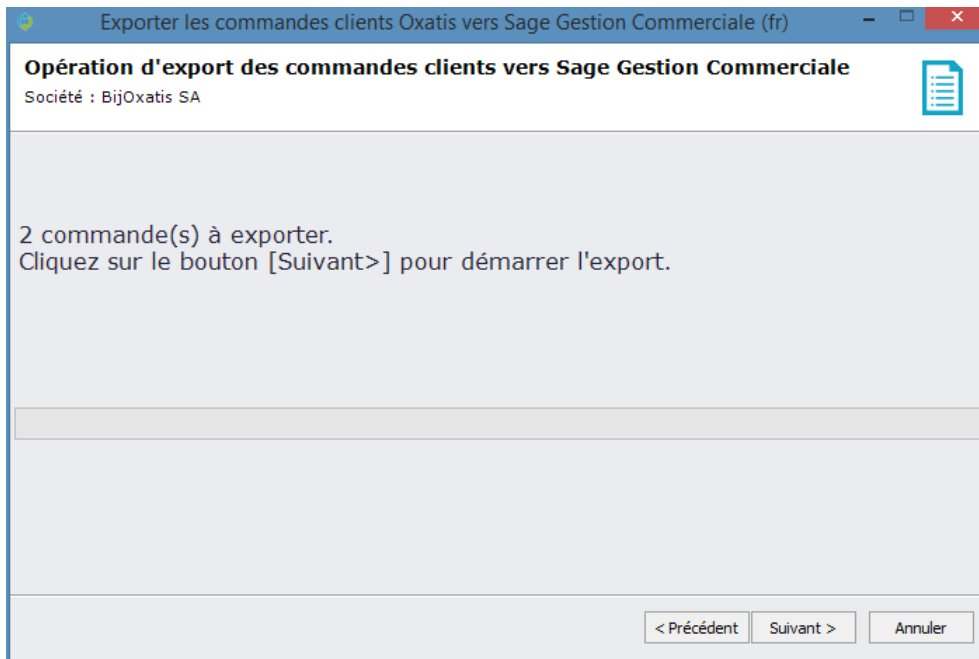 Exporter les commandes clients Oxatis vers Sage Gestion Commerciale (fr)
Opération d'export des commandes clients vers Sage Gestion Commerciale
Société : BijOxatis SA
2 commande(s) à exporter.
Cliquez sur le bouton [Suivant>] pour démarrer l'export.
< Précédent Suivant > Annuler